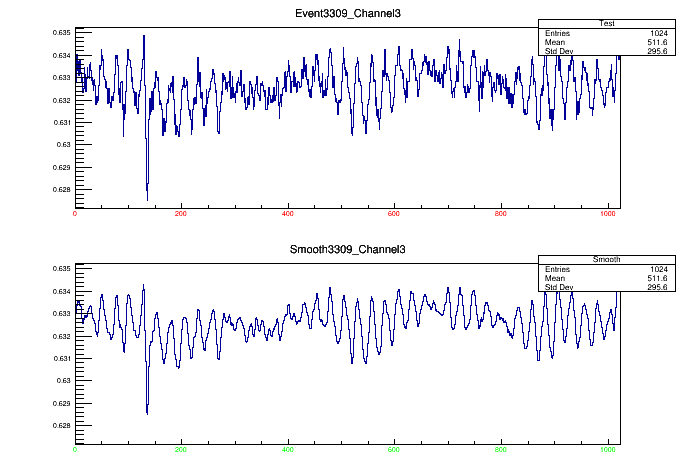 Event3309_Channel3
Test
Entries 1024
Mean 511.6
Std Dev 295.6
0.635
0.634
0.633
0.632
0.631
0.63
0.629
0.628
0 200 400 600 800 1000
Smooth3309_Channel3
Smooth
Entries 1024
Mean 511.6
Std Dev 295.6
0.635
0.634
0.633
0.632
0.631
0.63
0.629
0.628
0 200 400 600 800 1000